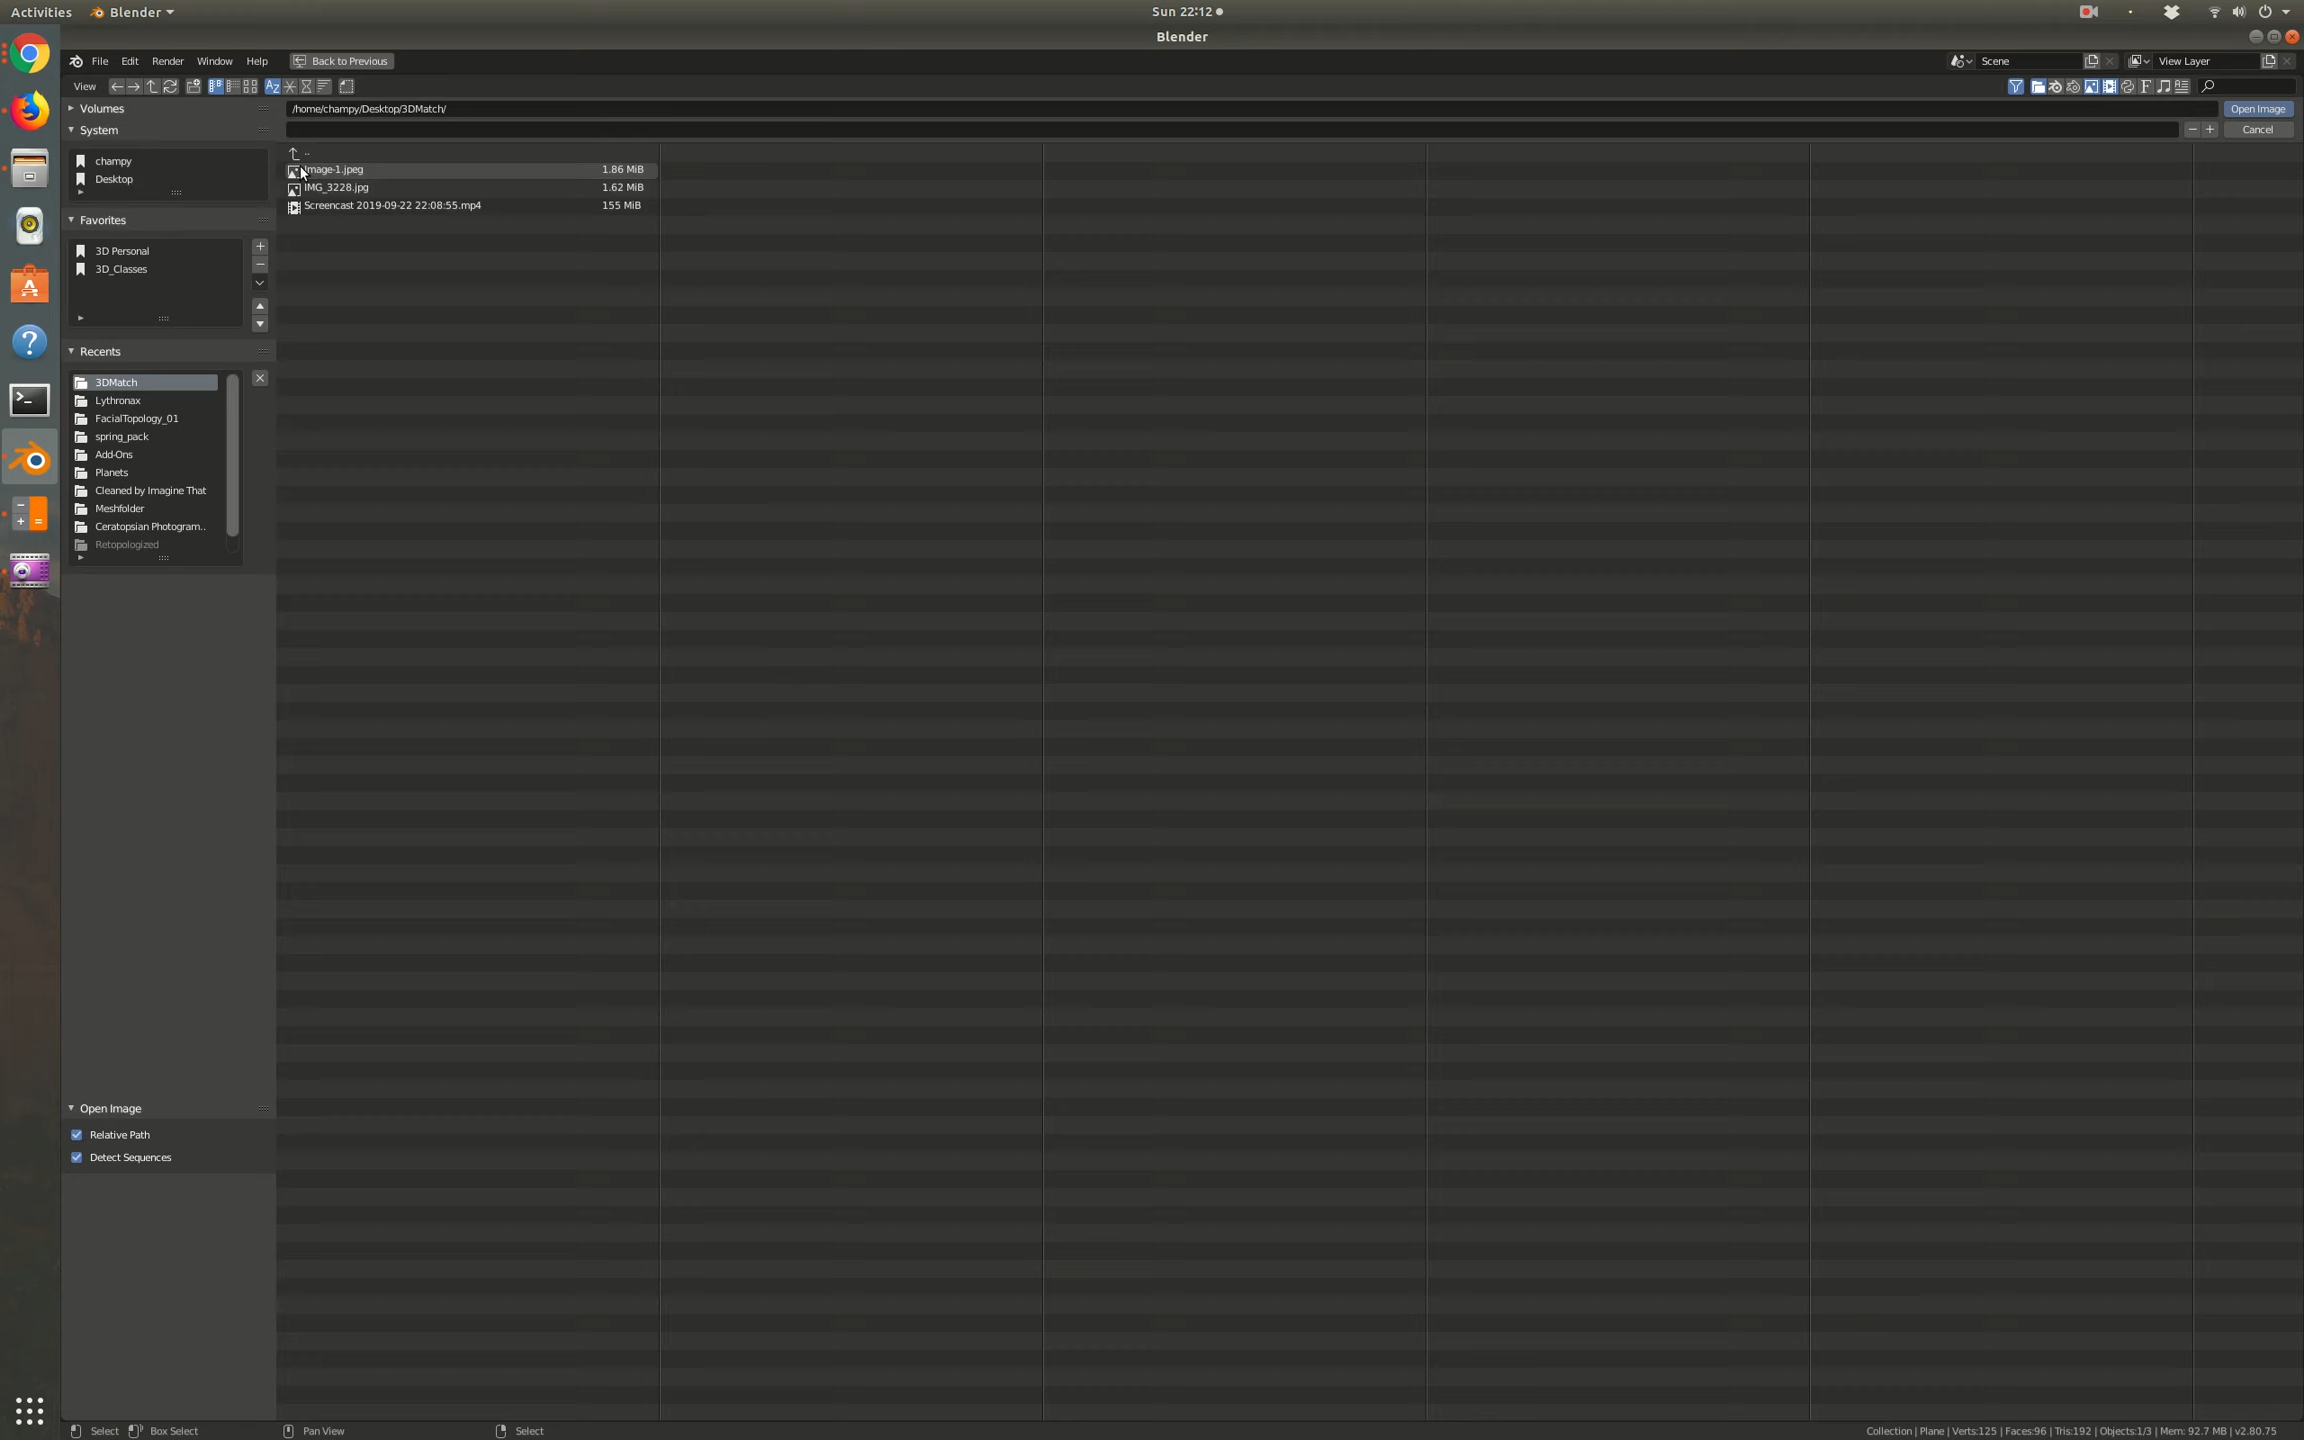 Activities Blender Sun 22:12
Blender
File Edit Render Window Help Back to Previous Scene View Layer
View
Volumes /home/champy/Desktop/3DMatch/ Open Image
System Cancel
..
champy Image-1.jpeg 1.86 MiB
Desktop IMG_3228.jpg 1.62 MiB
Screencast 2019-09-22 22:08:55.mp4 155 MiB
Favorites
3D Personal
3D_Classes
Recents
3DMatch
Lythronax
FacialTopology_01
spring_pack
Add-Ons
Planets
Cleaned by Imagine That
Meshfolder
Ceratopsian Photogram..
Retopologized
Open Image
Relative Path
Detect Sequences
Select Box Select Pan View Select Collection | Plane | Verts:125 | Faces:96 | Tris:192 | Objects:1/3 | Mem: 92.7 MB | v2.80.75